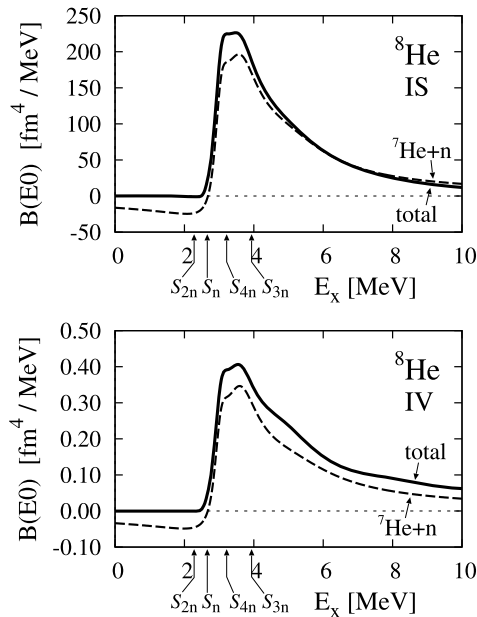 250
200
150
100
50
0
-50
B(E0) [fm⁴ / MeV]
⁸He
IS
⁷He+n
total
0 2 4 6 8 10
S₂ₙ Sₙ S₄ₙ S₃ₙ Eₓ [MeV]
0.50
0.40
0.30
0.20
0.10
0.00
-0.10
B(E0) [fm⁴ / MeV]
⁸He
IV
total
⁷He+n
0 2 4 6 8 10
S₂ₙ Sₙ S₄ₙ S₃ₙ Eₓ [MeV]